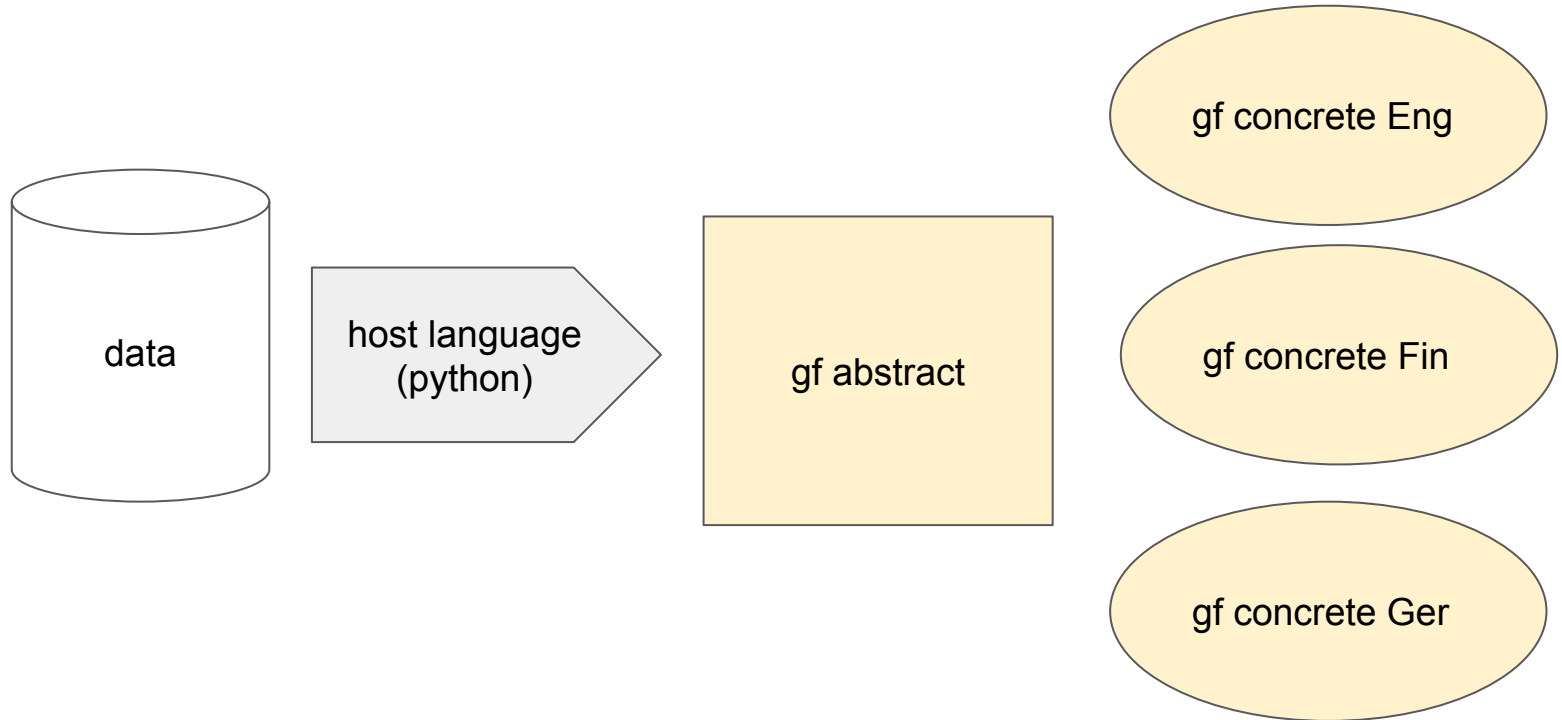 data
host language
(python)
gf abstract
gf concrete Eng
gf concrete Fin
gf concrete Ger